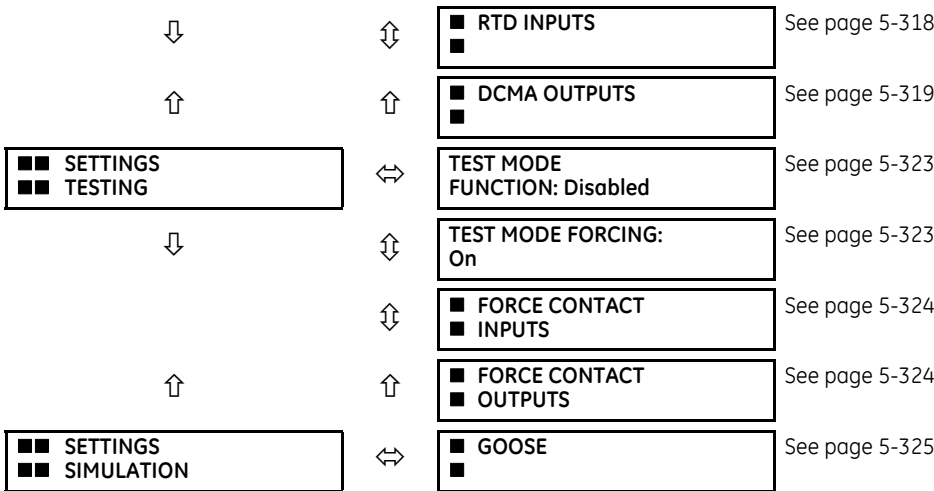 ■ RTD INPUTS
■
See page 5-318
■ DCMA OUTPUTS
■
See page 5-319
■■ SETTINGS
■■ TESTING
TEST MODE
FUNCTION: Disabled
See page 5-323
TEST MODE FORCING:
On
See page 5-323
■ FORCE CONTACT
■ INPUTS
See page 5-324
■ FORCE CONTACT
■ OUTPUTS
See page 5-324
■■ SETTINGS
■■ SIMULATION
■ GOOSE
■
See page 5-325